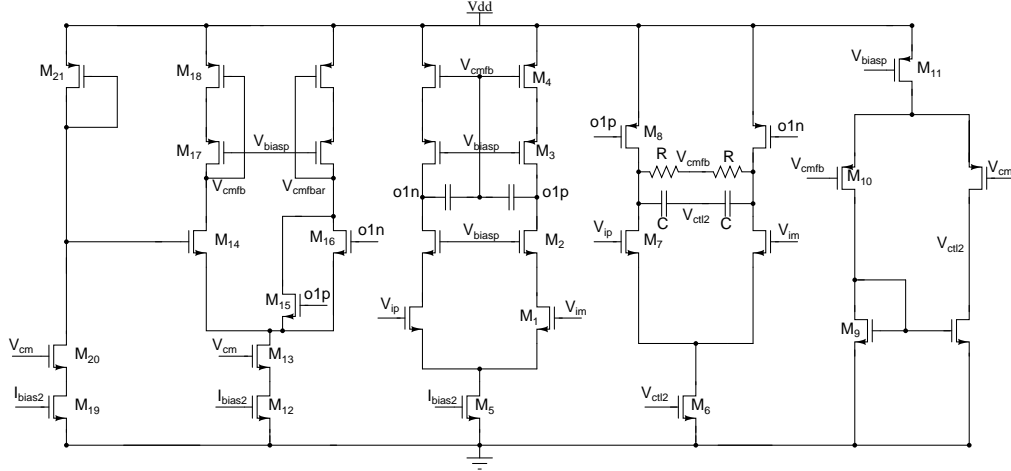 Vdd
M21
M18
Vcmfb
M4
Vbiasp
M11
M17
Vbiasp
Vbiasp
M3
o1p
M8
o1n
R
Vcmfb
R
Vcmfb
Vcmfbar
o1n
o1p
Vcmfb
M10
Vcm
C
Vctl2
C
M14
M16
o1n
Vbiasp
M2
Vip
M7
Vim
Vctl2
M15
o1p
Vip
M1
Vim
M9
Vcm
M20
Vcm
M13
Ibias2
M19
Ibias2
M12
Ibias2
M5
Vctl2
M6